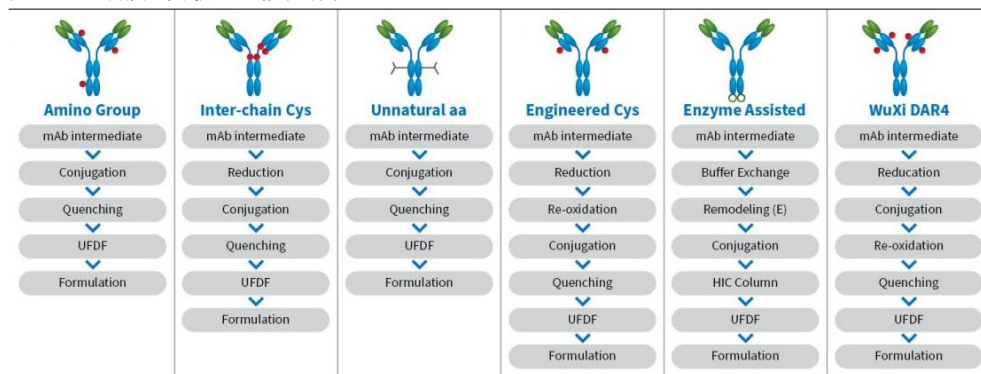 Amino Group
mAb intermediate
Conjugation
Quenching
UFDF
Formulation
Inter-chain Cys
mAb intermediate
Reduction
Conjugation
Quenching
UFDF
Formulation
Unnatural aa
mAb intermediate
Conjugation
Quenching
UFDF
Formulation
Engineered Cys
mAb intermediate
Reduction
Re-oxidation
Conjugation
Quenching
UFDF
Formulation
Enzyme Assisted
mAb intermediate
Buffer Exchange
Remodeling (E)
Conjugation
HIC Column
UFDF
Formulation
WuXi DAR4
mAb intermediate
Reducation
Conjugation
Re-oxidation
Quenching
UFDF
Formulation